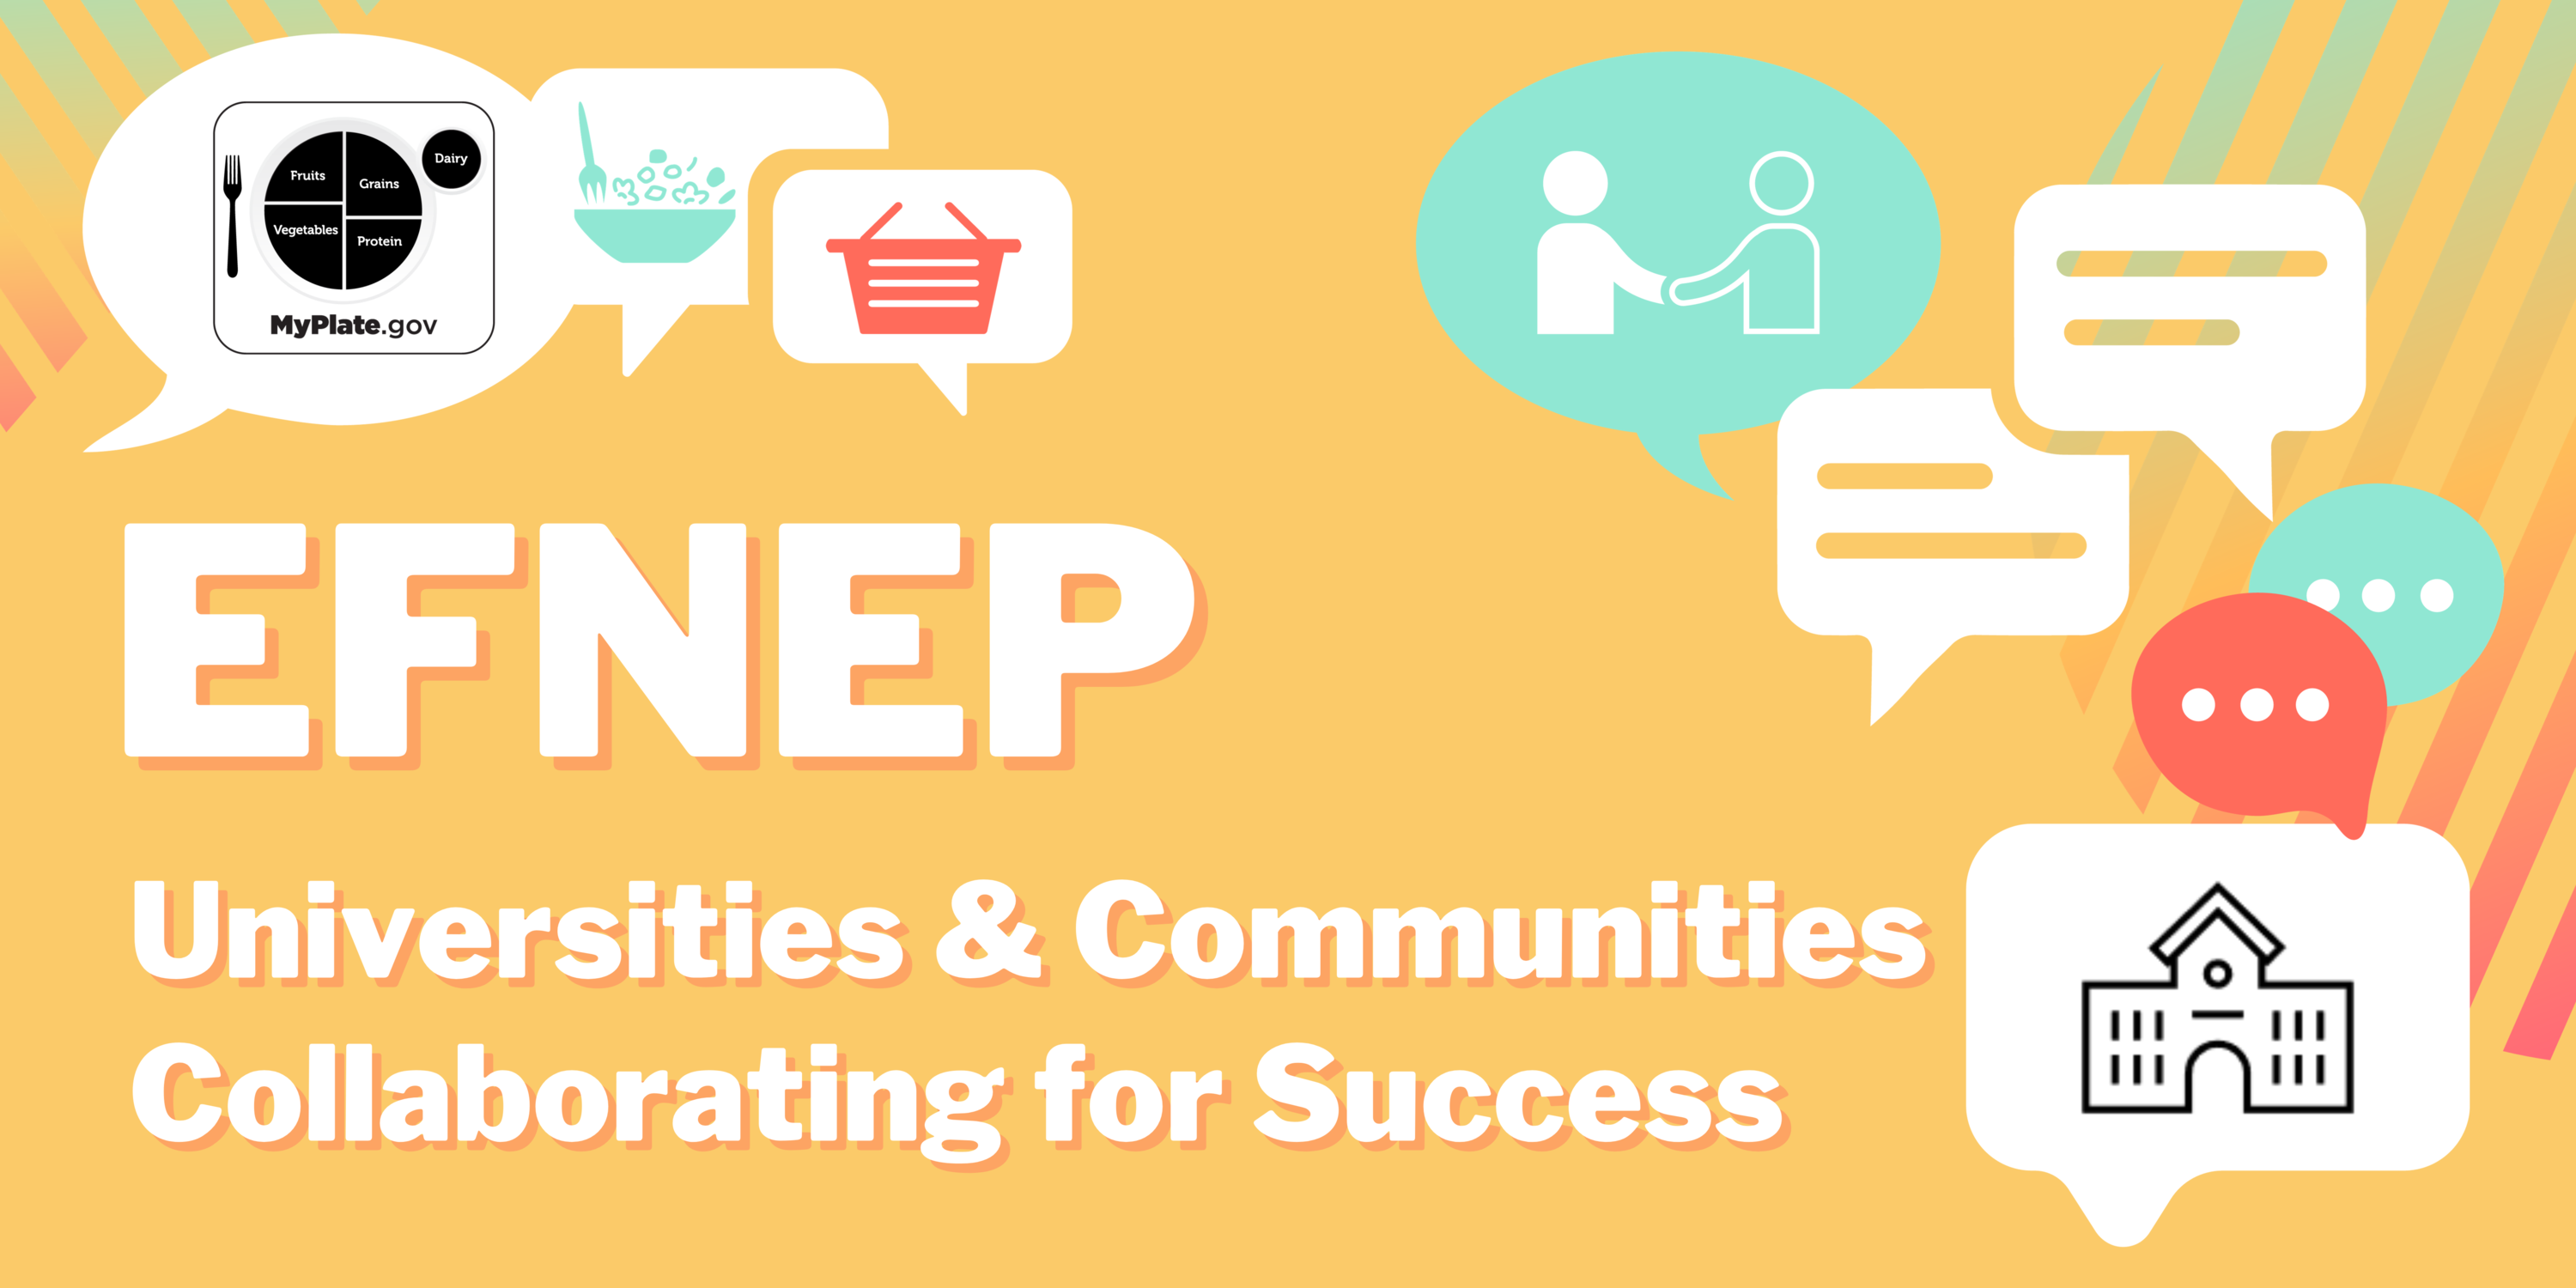 Fruits
Grains
Dairy
Vegetables
Protein
MyPlate.gov
EFNEP
Universities & Communities
Collaborating for Success